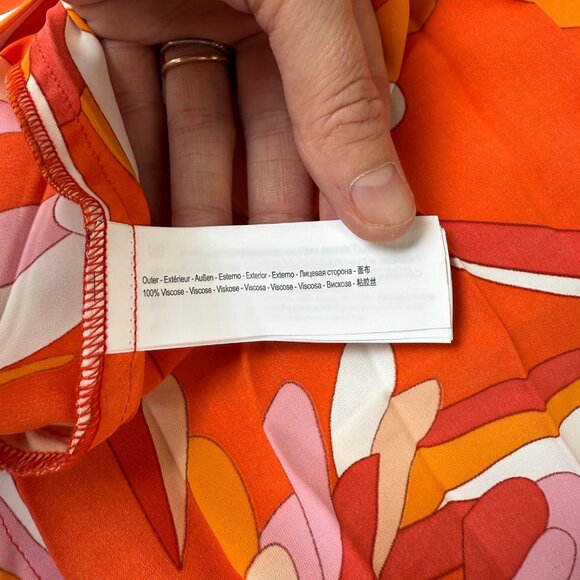 Outer - Extérieur - Außen - Esterno - Exterior - Externo - Лицевая сторона - 面布
100% Viscose - Viscose - Viskose - Viscosa - Viscose - Viscosa - Вискоза - 粘胶丝